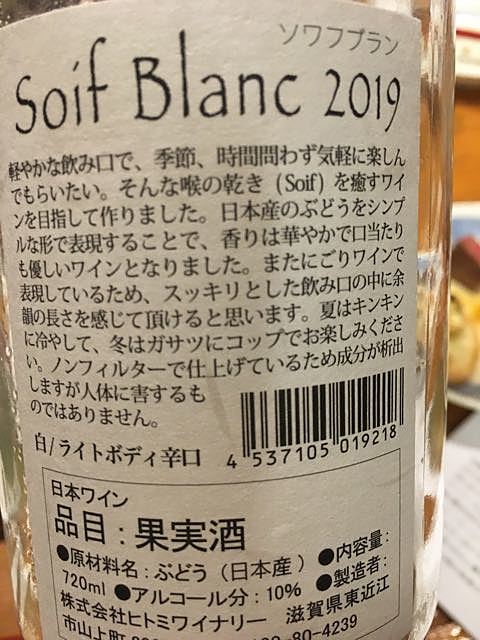 ソワフブラン
Soif Blanc 2019
軽やかな飲み口で、季節、時間問わず気軽に楽しん
でもらいたい。そんな喉の乾き（Soif）を癒すワイ
ンを目指して作りました。日本産のぶどうをシンプ
ルな形で表現することで、香りは華やかで口当たり
も優しいワインとなりました。またにごりワインで
表現しているため、スッキリとした飲み口の中に余
韻の長さを感じて頂けると思います。夏はキンキン
に冷やして、冬はガサツにコップでお楽しみくださ
い。ノンフィルターで仕上げているため成分が析出
しますが人体に害するも
のではありません。
白/ライトボディ辛口
4 537105 019218
日本ワイン
品目：果実酒
●原材料名：ぶどう（日本産）●内容量：
720ml ●アルコール分：10% ●製造者：
株式会社ヒトミワイナリー 滋賀県東近江
市山上町
80-4239